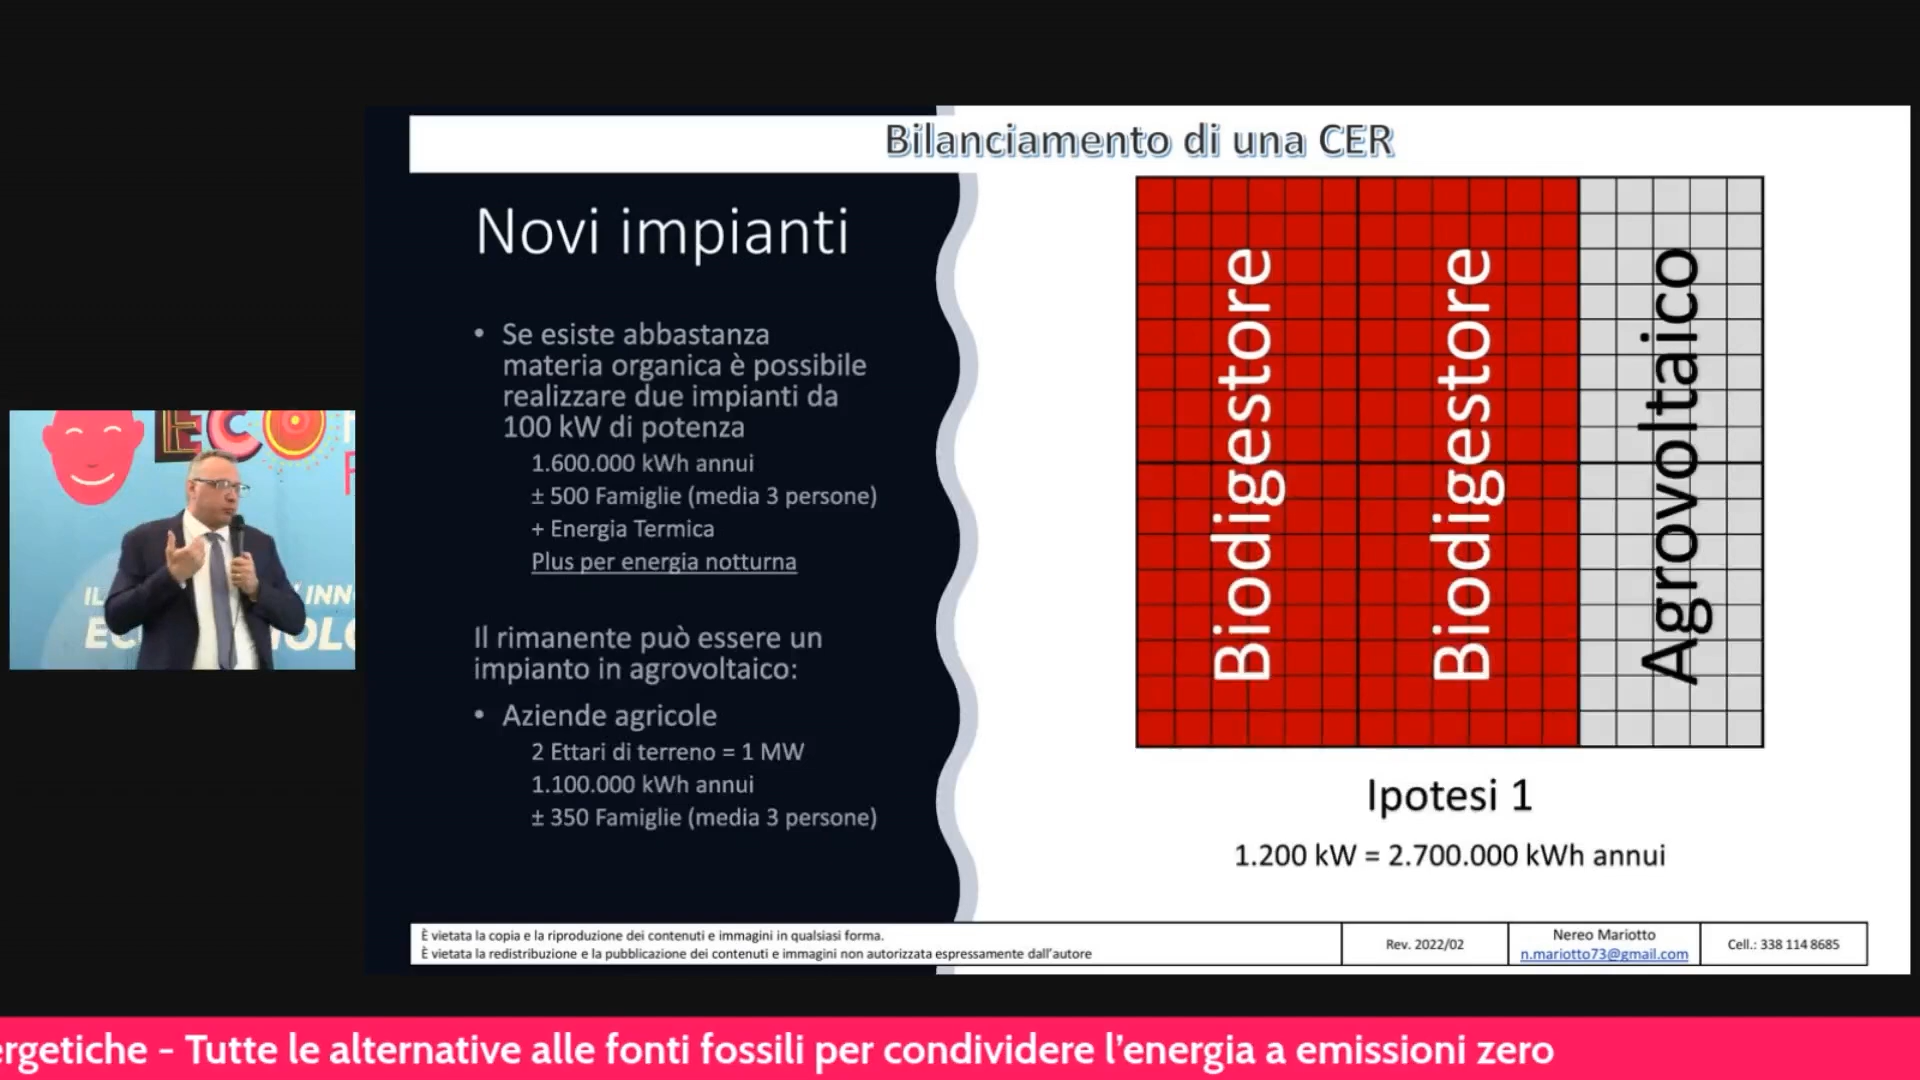 Bilanciamento di una CER
Novi impianti
• Se esiste abbastanza
materia organica è possibile
realizzare due impianti da
100 kW di potenza
1.600.000 kWh annui
± 500 Famiglie (media 3 persone)
+ Energia Termica
Plus per energia notturna
Il rimanente può essere un
impianto in agrovoltaico:
• Aziende agricole
2 Ettari di terreno = 1 MW
1.100.000 kWh annui
± 350 Famiglie (media 3 persone)
Biodigestore
Biodigestore
Agrovoltaico
Ipotesi 1
1.200 kW = 2.700.000 kWh annui
È vietata la copia e la riproduzione dei contenuti e immagini in qualsiasi forma.
È vietata la redistribuzione e la pubblicazione dei contenuti e immagini non autorizzata espressamente dall'autore
Rev. 2022/02
Nereo Mariotto
n.mariotto73@gmail.com
Cell.: 338 114 8685
ECO
IL
INN
rgetiche - Tutte le alternative alle fonti fossili per condividere l'energia a emissioni zero